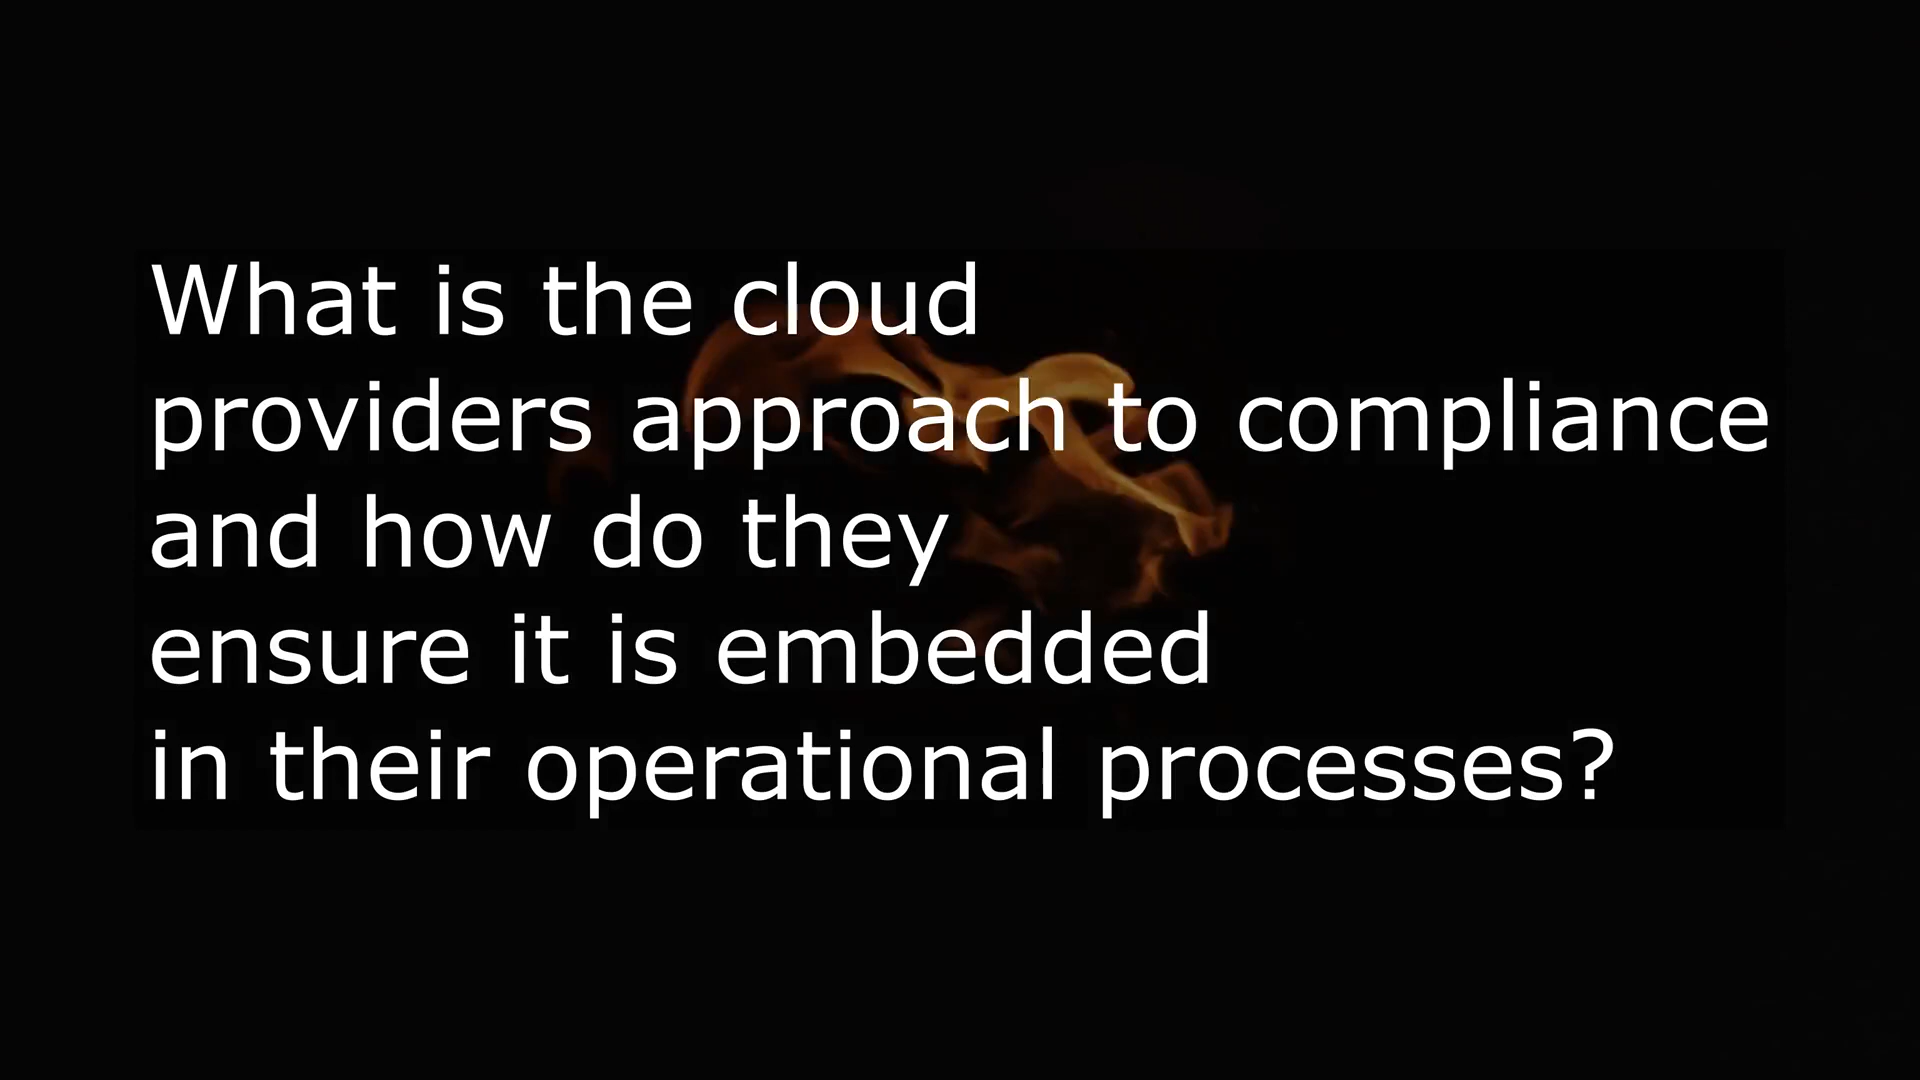 What is the cloud
providers approach to compliance
and how do they
ensure it is embedded
in their operational processes?